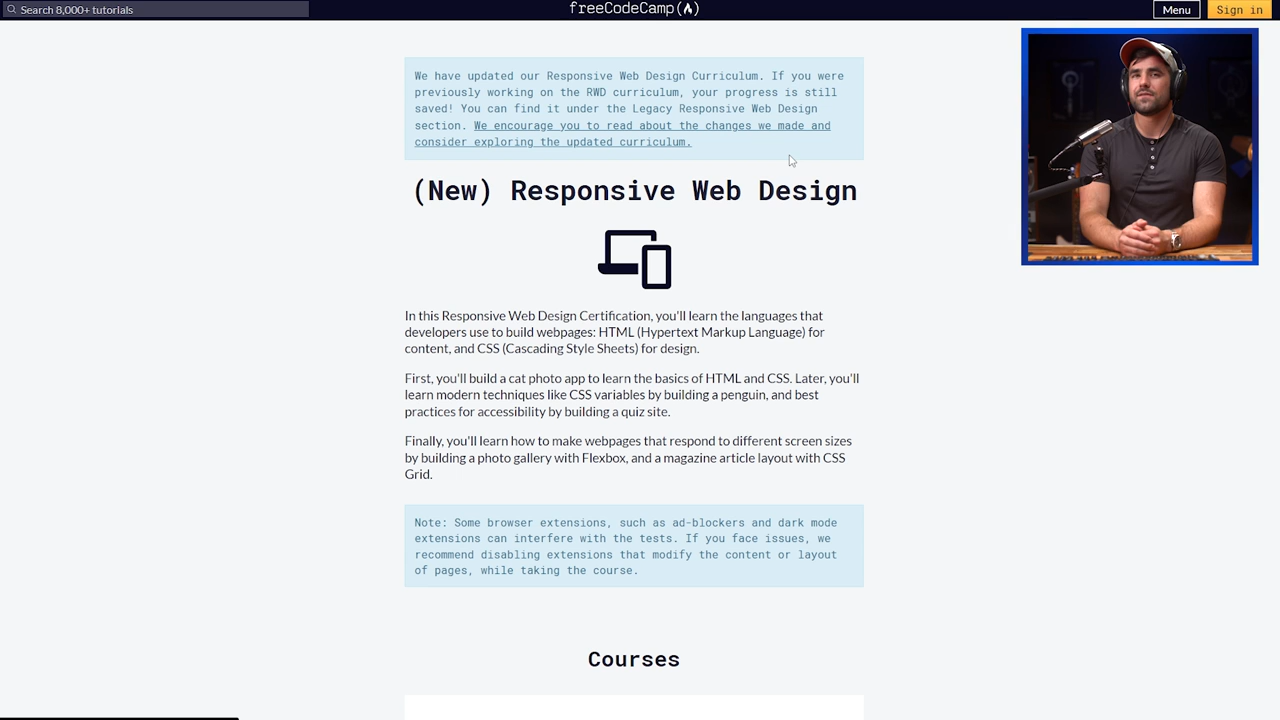 Search 8,000+ tutorials
freeCodeCamp
Menu
Sign in
We have updated our Responsive Web Design Curriculum. If you were
previously working on the RWD curriculum, your progress is still
saved! You can find it under the Legacy Responsive Web Design
section. We encourage you to read about the changes we made and
consider exploring the updated curriculum.
(New) Responsive Web Design
In this Responsive Web Design Certification, you'll learn the languages that
developers use to build webpages: HTML (Hypertext Markup Language) for
content, and CSS (Cascading Style Sheets) for design.
First, you'll build a cat photo app to learn the basics of HTML and CSS. Later, you'll
learn modern techniques like CSS variables by building a penguin, and best
practices for accessibility by building a quiz site.
Finally, you'll learn how to make webpages that respond to different screen sizes
by building a photo gallery with Flexbox, and a magazine article layout with CSS
Grid.
Note: Some browser extensions, such as ad-blockers and dark mode
extensions can interfere with the tests. If you face issues, we
recommend disabling extensions that modify the content or layout
of pages, while taking the course.
Courses